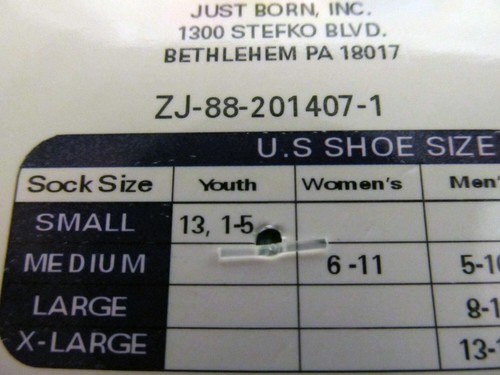 JUST BORN, INC.
1300 STEFKO BLVD.
BETHLEHEM PA 18017
ZJ-88-201407-1
U.S SHOE SIZE
Sock Size Youth Women's
SMALL 13, 1-5
MEDIUM 6-11
LARGE
X-LARGE